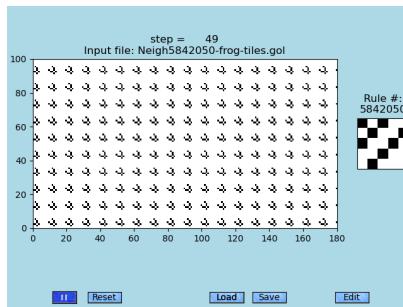 step = 49
Input file: Neigh5842050-frog-tiles.gol
100
80
60
40
20
0
0 20 40 60 80 100 120 140 160 180
Rule #:
5842050
Reset
Load
Save
Edit